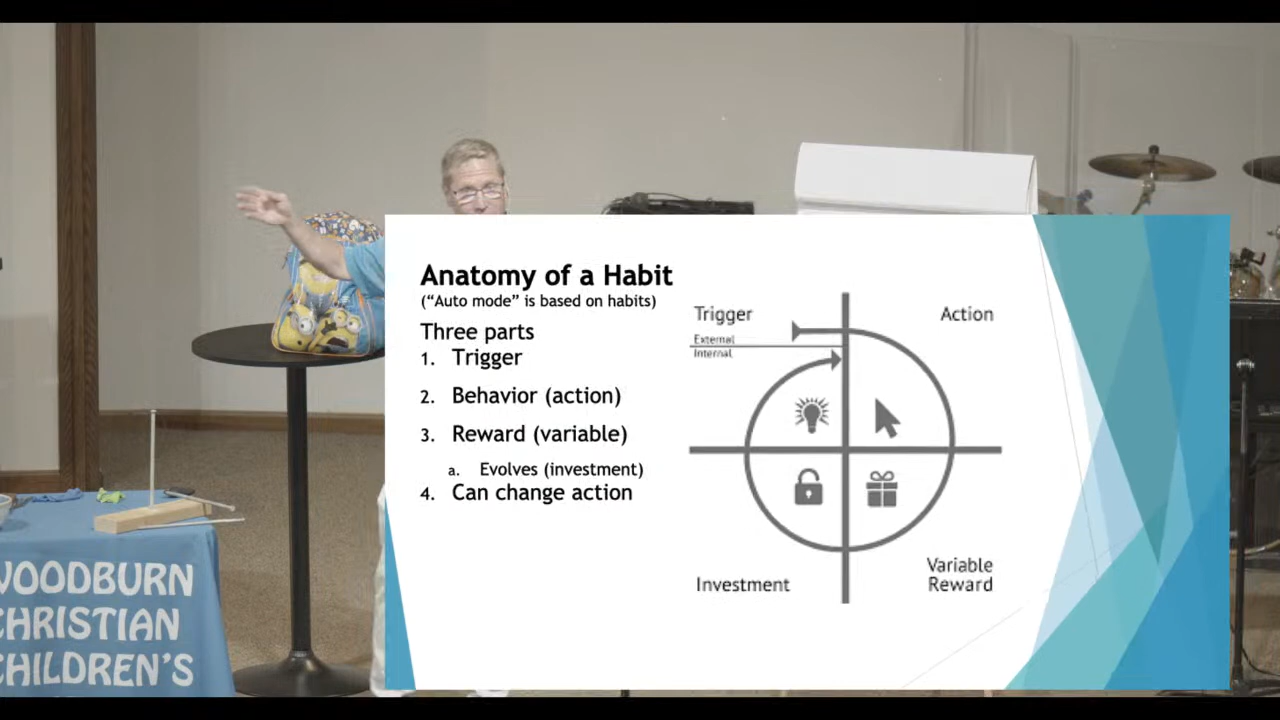 Anatomy of a Habit
(“Auto mode” is based on habits)
Three parts
1. Trigger
2. Behavior (action)
3. Reward (variable)
a. Evolves (investment)
4. Can change action
Trigger
External
Internal
Action
Investment
Variable
Reward
WOODBURN
CHRISTIAN
CHILDREN'S